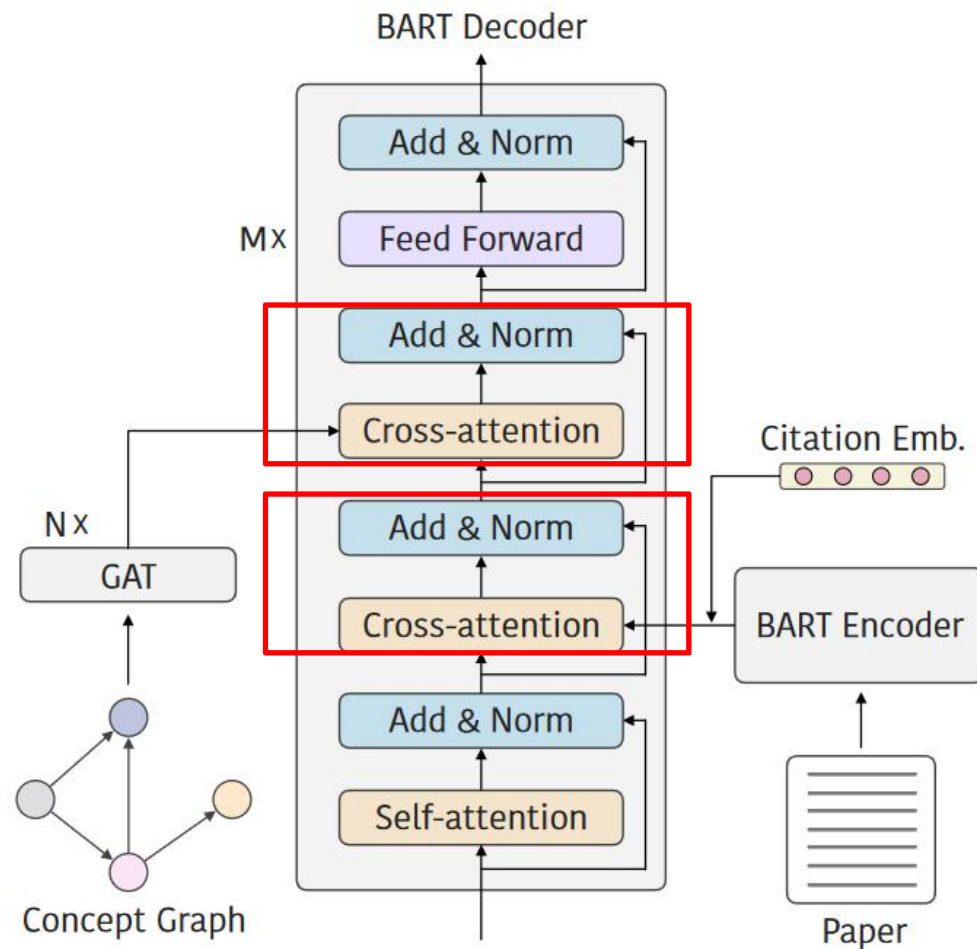 BART Decoder
Add & Norm
Mx
Feed Forward
Add & Norm
Cross-attention
Citation Emb.
Add & Norm
Nx
GAT
Cross-attention
BART Encoder
Add & Norm
Self-attention
Concept Graph
Paper